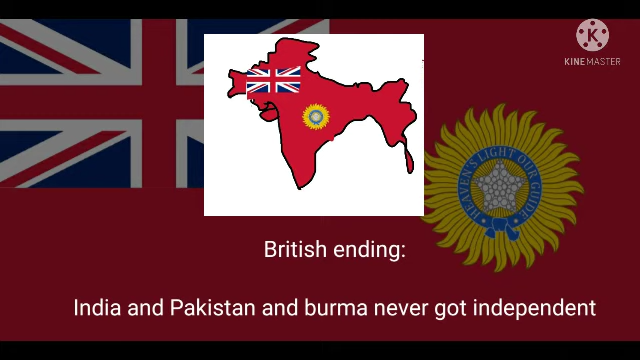 KINEMASTER
HEAVEN'S LIGHT OUR GUIDE
British ending:
India and Pakistan and burma never got independent